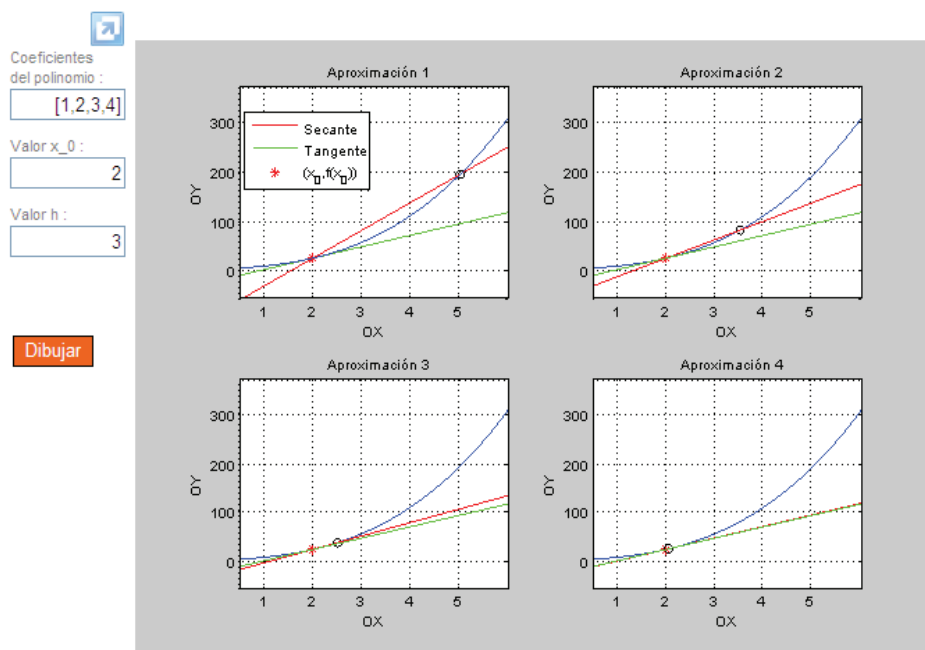 Coeficientes
del polinomio :
[1,2,3,4]
Valor x_0 :
2
Valor h :
3
Dibujar
Aproximación 1
300
200
100
0
OY
Secante
Tangente
(x▯,f(x▯))
1 2 3 4 5
OX
Aproximación 2
300
200
100
0
OY
1 2 3 4 5
OX
Aproximación 3
300
200
100
0
OY
1 2 3 4 5
OX
Aproximación 4
300
200
100
0
OY
1 2 3 4 5
OX